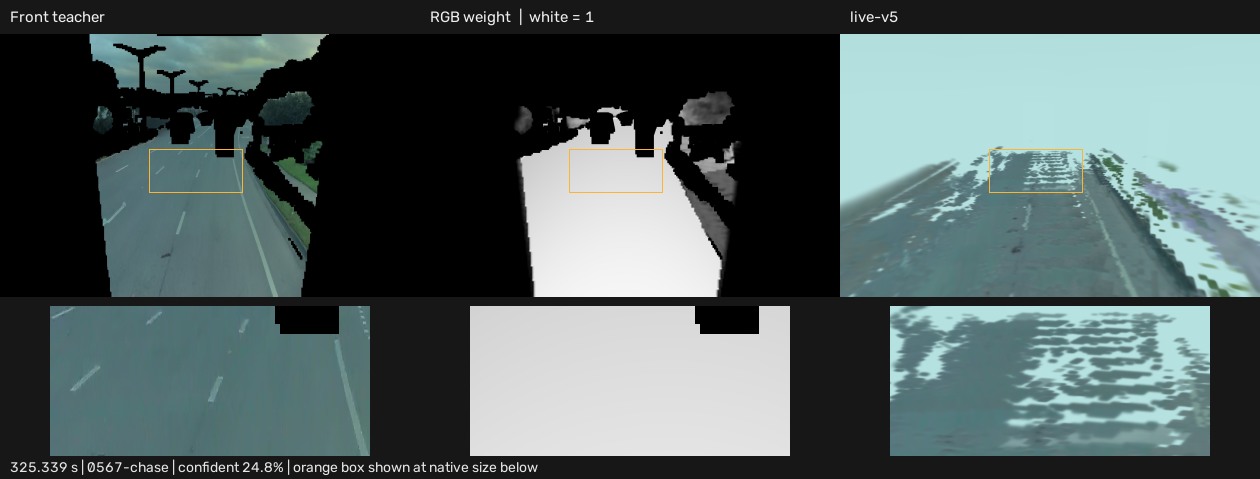 Front teacher
RGB weight | white = 1
live-v5
325.339 s | 0567-chase | confident 24.8% | orange box shown at native size below